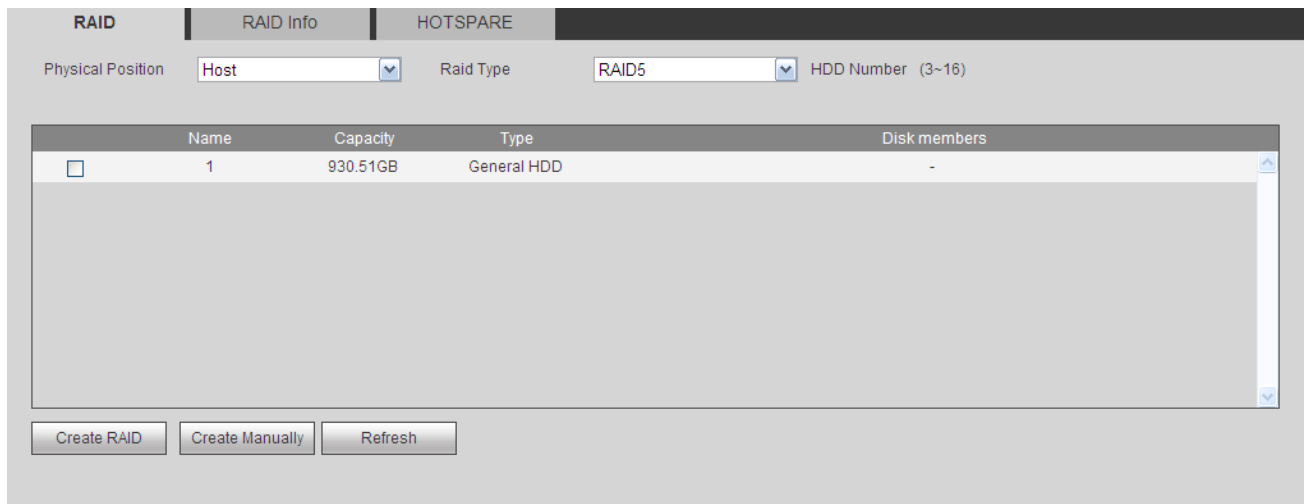 RAID RAID Info HOTSPARE
Physical Position Host Raid Type RAID5 HDD Number (3~16)
Name Capacity Type Disk members
1 930.51GB General HDD -
Create RAID Create Manually Refresh